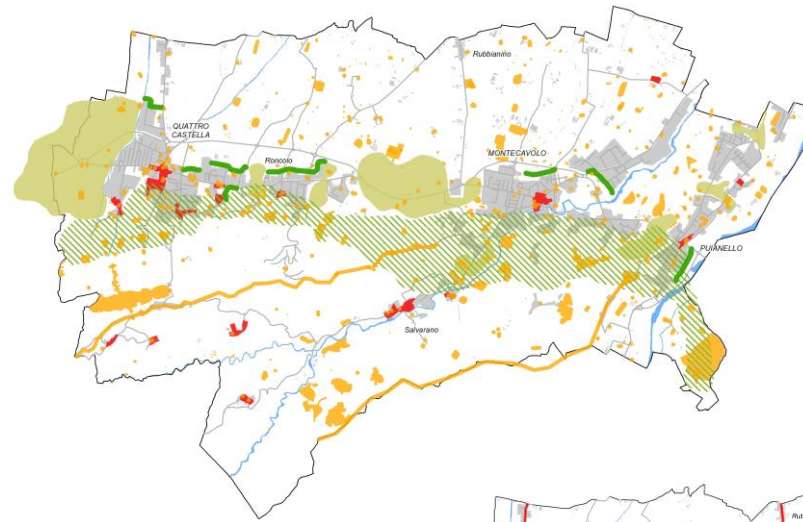 Rubbianino
QUATTRO
CASTELLA
Roncolo
MONTECAVOLO
PUIANELLO
Salvarano